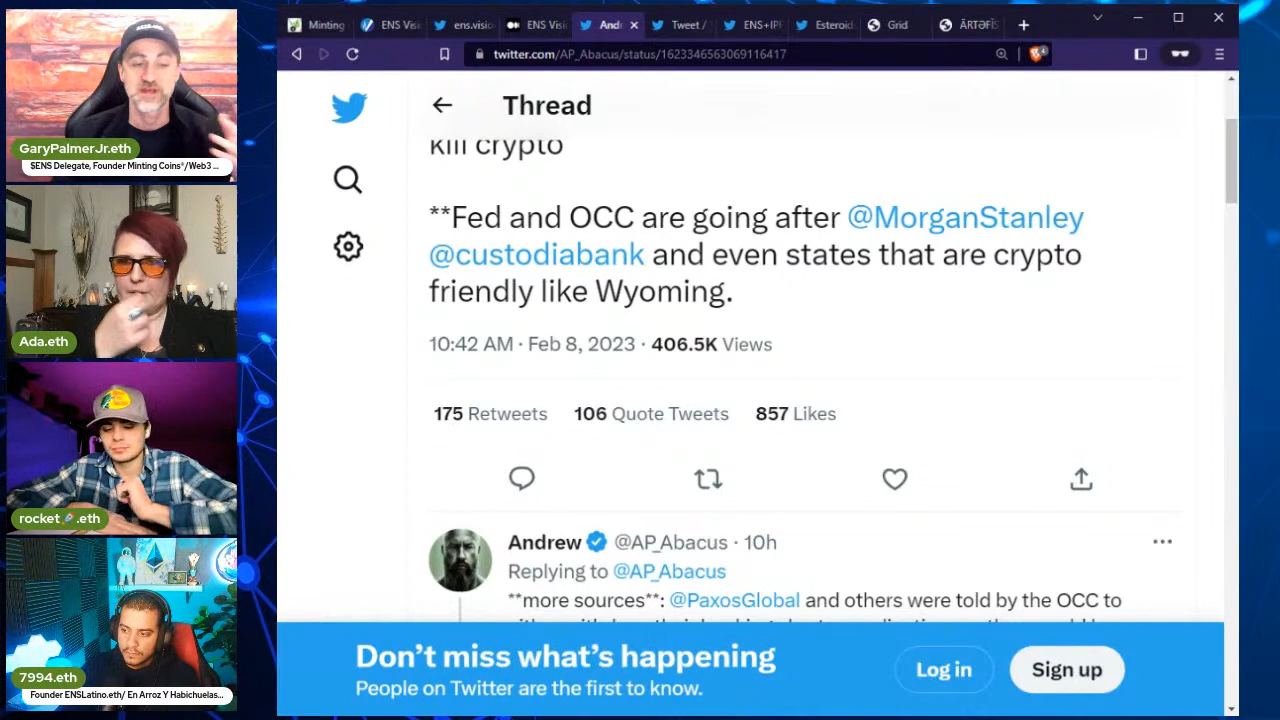 GaryPalmerJr.eth
$ENS Delegate, Founder Minting Coins®/Web3 ...
Ada.eth
rocket🚀.eth
7994.eth
Founder ENSLatino.eth/ En Arroz Y Habichuelas...
Minting
ENS Vis
ens.visio
ENS Visi
And
Tweet /
ENS+IPF
Esteroid
Grid
twitter.com/AP_Abacus/status/1623346563069116417
4
Thread
kill crypto
**Fed and OCC are going after @MorganStanley
@custodiabank and even states that are crypto
friendly like Wyoming.
10:42 AM · Feb 8, 2023 · 406.5K Views
175 Retweets 106 Quote Tweets 857 Likes
Andrew @AP_Abacus · 10h
Replying to @AP_Abacus
**more sources**: @PaxosGlobal and others were told by the OCC to
Don't miss what's happening
People on Twitter are the first to know.
Log in
Sign up